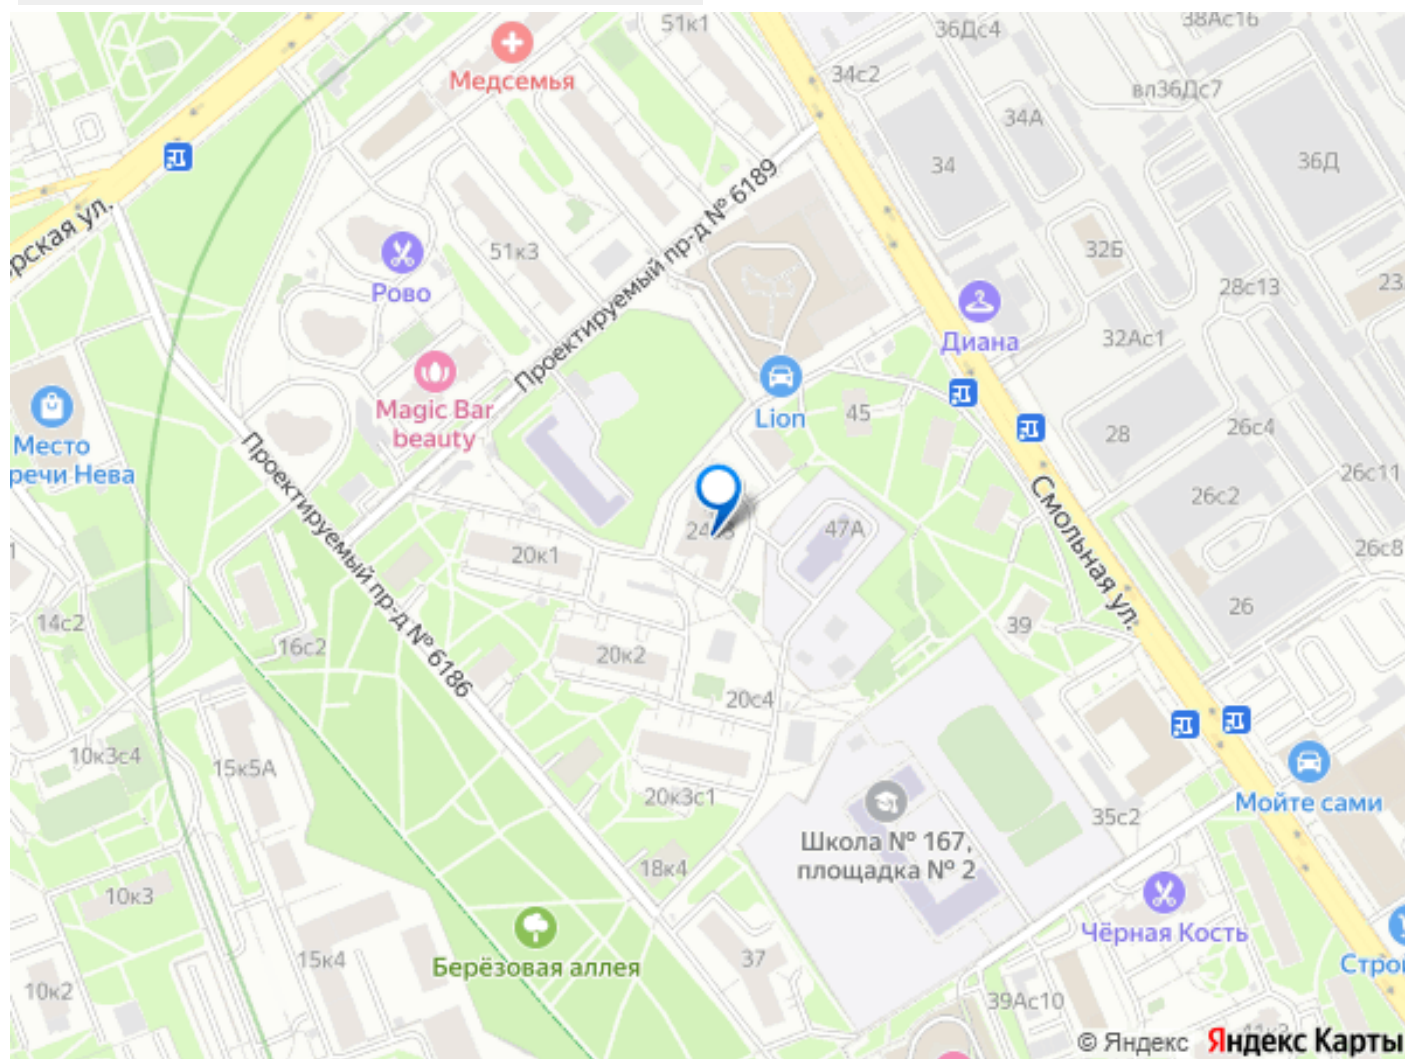 51к1
38Ас16
36Дс4
Медсемья
34с2
вл36Дс7
34А
34
36Д
Проектируемый пр-д № 6189
орская ул.
51к3
32Б
Рово
28с13
23
Диана
32Ас1
Magic Bar
beauty
Lion
45
28
26с4
Место
речи Нева
26с11
26с2
Проектируемый пр-д № 6186
Смольная ул.
47А
20к1
26с8
26
14с2
39
16с2
20к2
20с4
10к3с4
15к5А
20к3с1
Мойте сами
35с2
Школа № 167,
площадка № 2
18к4
10к3
Чёрная Кость
37
15к4
Берёзовая аллея
Строй
10к2
39Ас10
© Яндекс Яндекс Карты